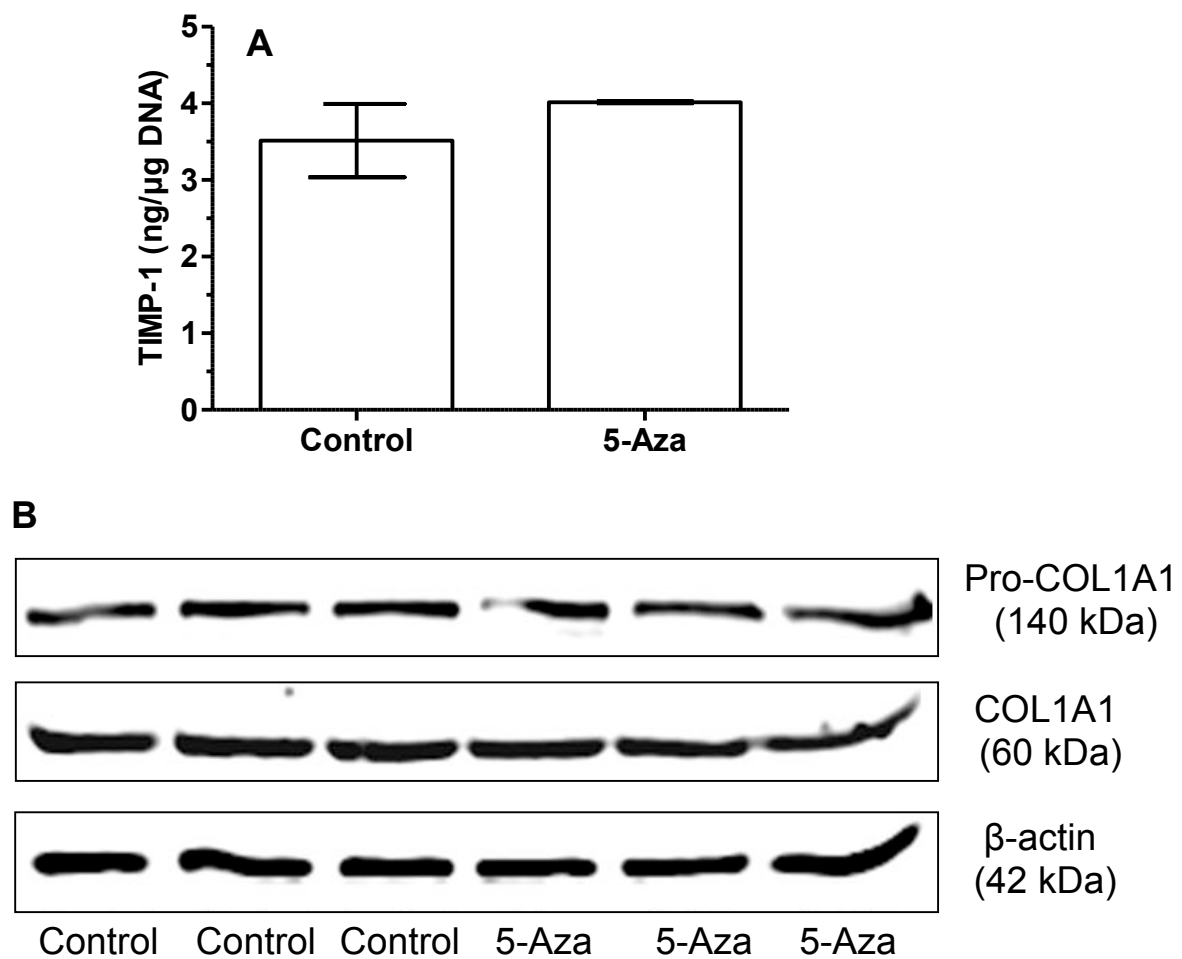 A
TIMP-1 (ng/µg DNA)
5
4
3
2
1
0
Control 5-Aza
B
Pro-COL1A1
(140 kDa)
COL1A1
(60 kDa)
β-actin
(42 kDa)
Control Control Control 5-Aza 5-Aza 5-Aza